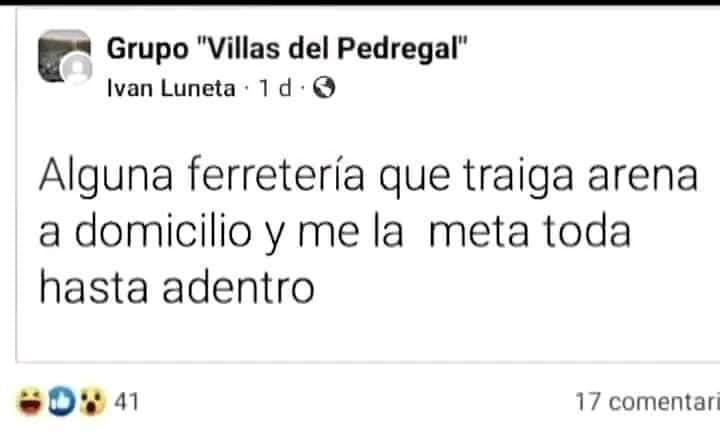 Grupo "Villas del Pedregal"
Ivan Luneta · 1 d ·
Alguna ferretería que traiga arena
a domicilio y me la  meta toda
hasta adentro
41
17 comentari